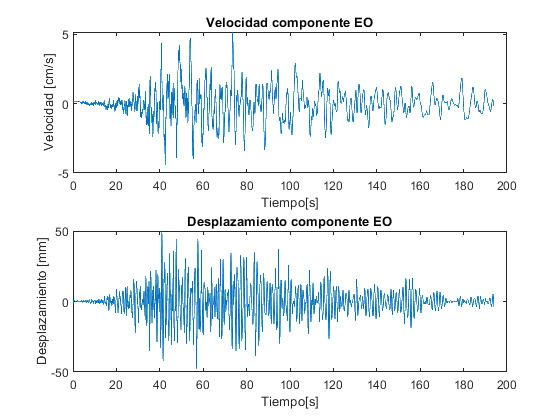 Velocidad componente EO
Velocidad [cm/s]
5
0
-5
0 20 40 60 80 100 120 140 160 180 200
Tiempo[s]
Desplazamiento componente EO
Desplazamiento [mm]
50
0
-50
0 20 40 60 80 100 120 140 160 180 200
Tiempo[s]